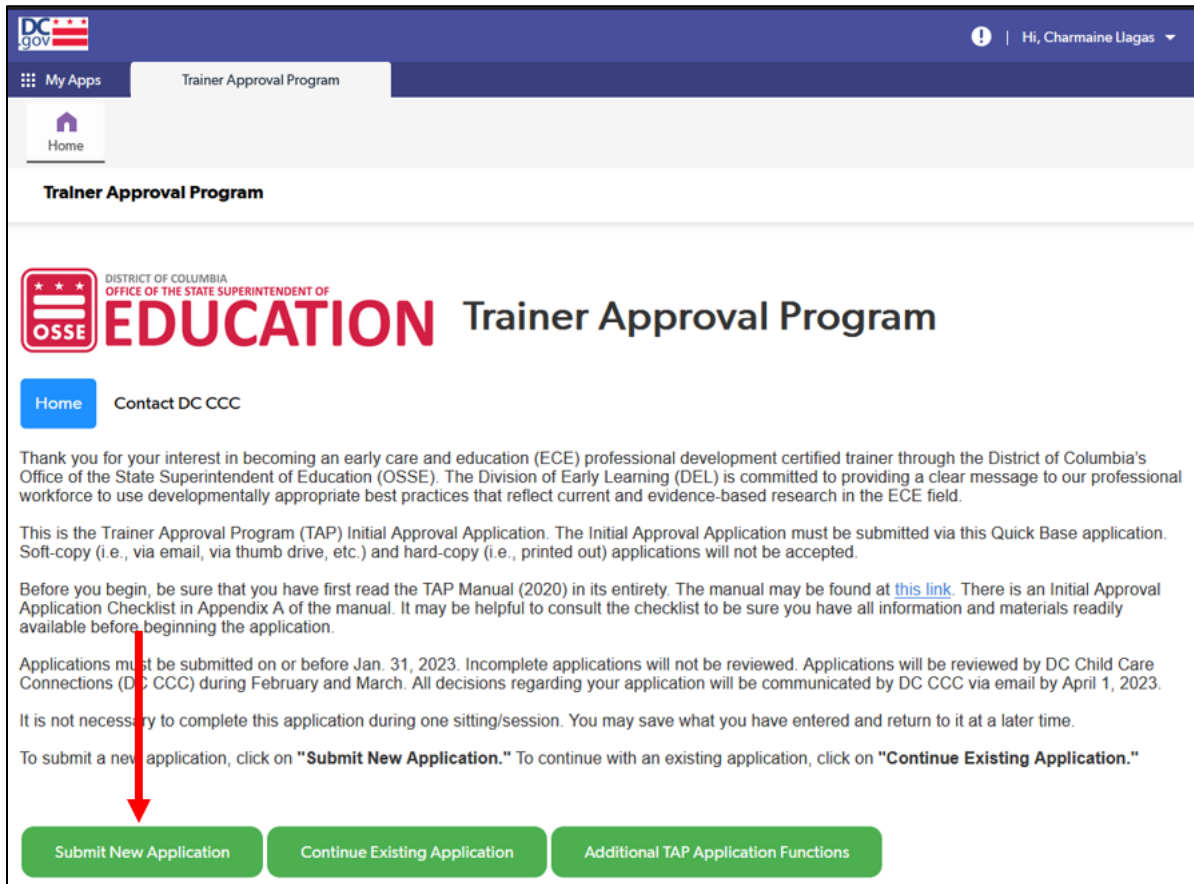 DC
.gov
Hi, Charmaine Llagas
My Apps
Trainer Approval Program
Home
Trainer Approval Program
DISTRICT OF COLUMBIA
OFFICE OF THE STATE SUPERINTENDENT OF
OSSE
EDUCATION
Trainer Approval Program
Home
Contact DC CCC
Thank you for your interest in becoming an early care and education (ECE) professional development certified trainer through the District of Columbia's
Office of the State Superintendent of Education (OSSE). The Division of Early Learning (DEL) is committed to providing a clear message to our professional
workforce to use developmentally appropriate best practices that reflect current and evidence-based research in the ECE field.
This is the Trainer Approval Program (TAP) Initial Approval Application. The Initial Approval Application must be submitted via this Quick Base application.
Soft-copy (i.e., via email, via thumb drive, etc.) and hard-copy (i.e., printed out) applications will not be accepted.
Before you begin, be sure that you have first read the TAP Manual (2020) in its entirety. The manual may be found at this link. There is an Initial Approval
Application Checklist in Appendix A of the manual. It may be helpful to consult the checklist to be sure you have all information and materials readily
available before beginning the application.
Applications must be submitted on or before Jan. 31, 2023. Incomplete applications will not be reviewed. Applications will be reviewed by DC Child Care
Connections (DC CCC) during February and March. All decisions regarding your application will be communicated by DC CCC via email by April 1, 2023.
It is not necessary to complete this application during one sitting/session. You may save what you have entered and return to it at a later time.
To submit a new application, click on "Submit New Application." To continue with an existing application, click on "Continue Existing Application."
Submit New Application
Continue Existing Application
Additional TAP Application Functions